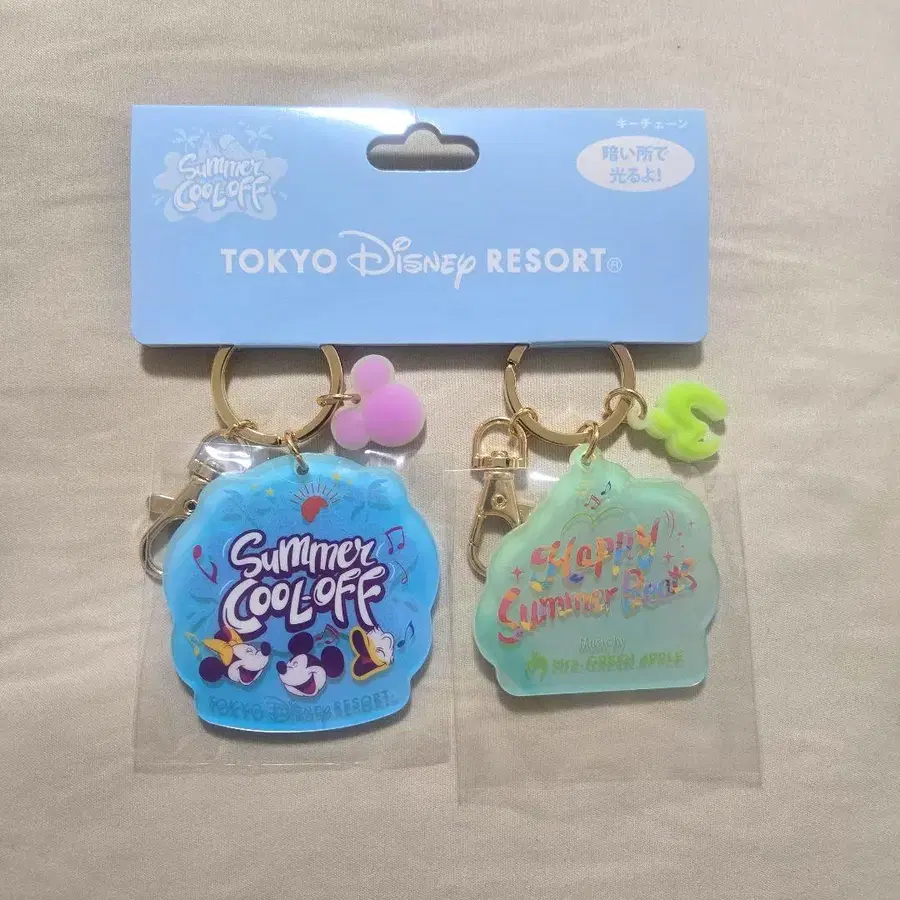 Summer
COOL-OFF
キーチェーン
暗い所で
光るよ!
TOKYO Disney RESORT®
Summer
COOL-OFF
TOKYO Disney RESORT
Happy
Summer Beats
Music by
Mrs. GREEN APPLE